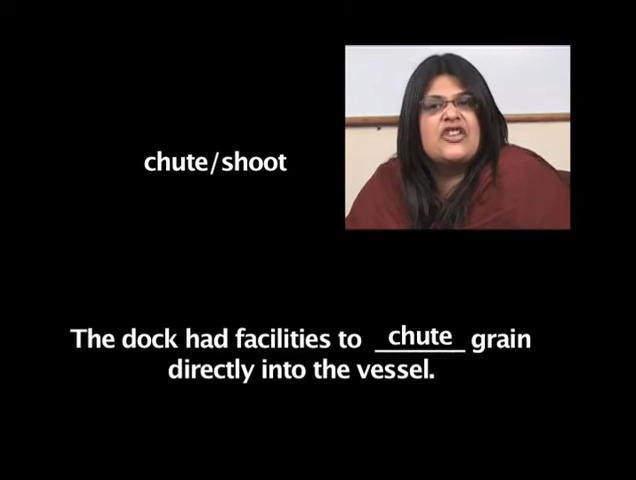 chute/shoot
The dock had facilities to chute grain
directly into the vessel.